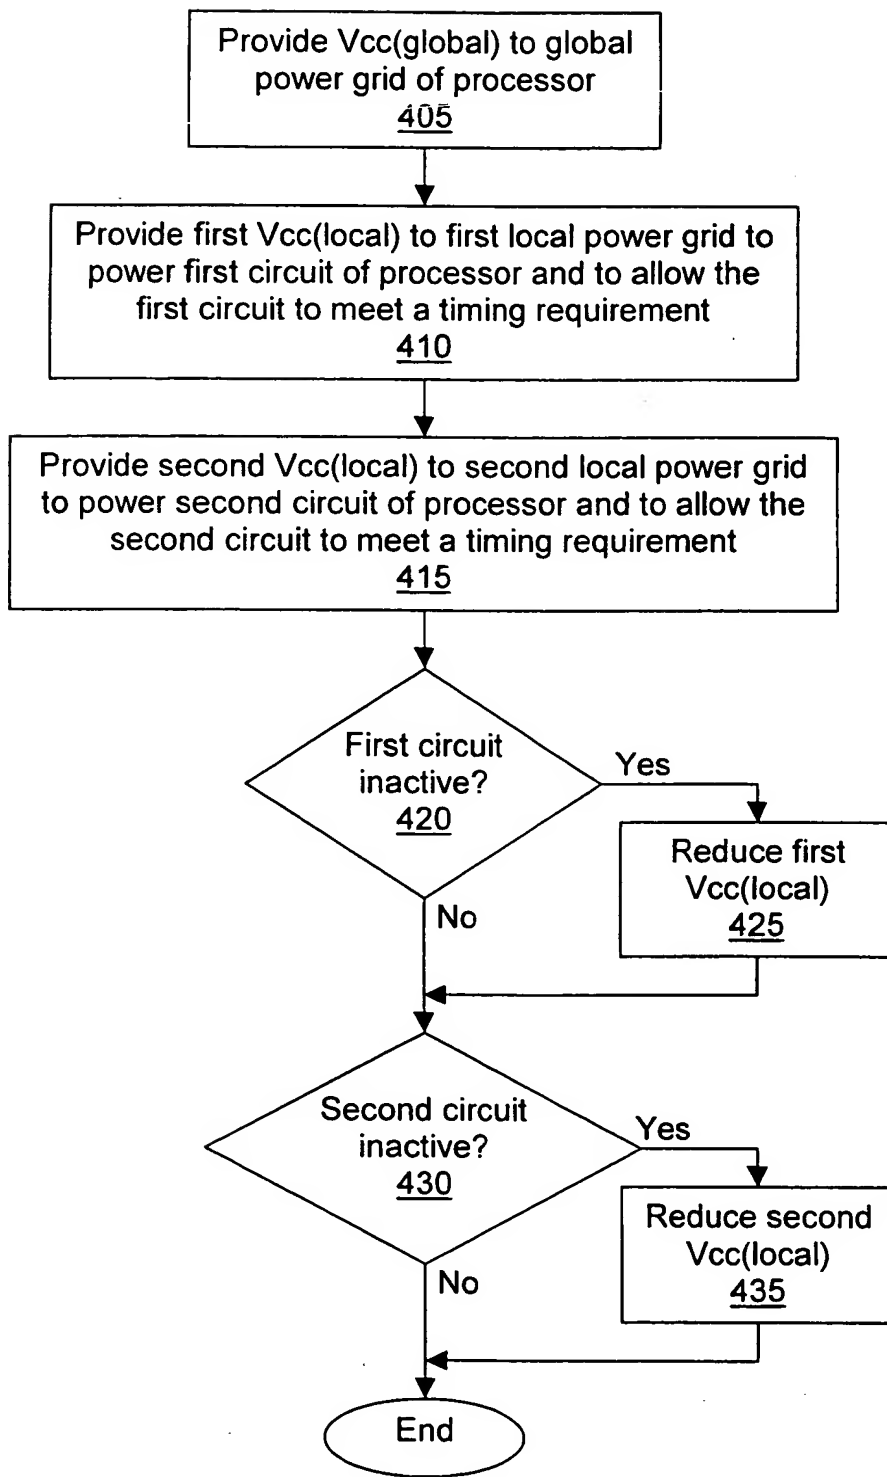 Provide Vcc(global) to global
power grid of processor
405
Provide first Vcc(local) to first local power grid to
power first circuit of processor and to allow the
first circuit to meet a timing requirement
410
Provide second Vcc(local) to second local power grid
to power second circuit of processor and to allow the
second circuit to meet a timing requirement
415
First circuit
inactive?
420
Yes
Reduce first
Vcc(local)
425
No
Second circuit
inactive?
430
Yes
Reduce second
Vcc(local)
435
No
End